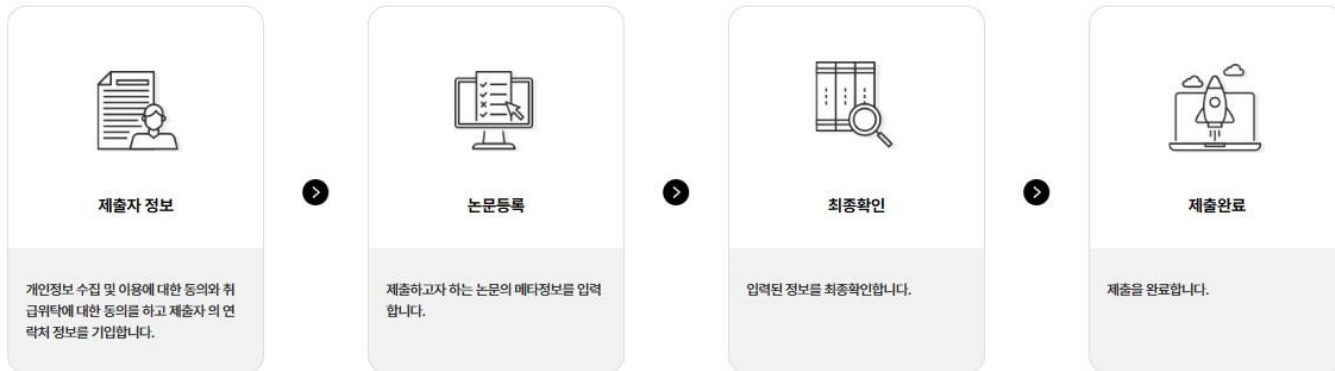 제출자 정보
개인정보 수집 및 이용에 대한 동의와 취
급위탁에 대한 동의를 하고 제출자 의 연
락처 정보를 기입합니다.
논문등록
제출하고자 하는 논문의 메타정보를 입력
합니다.
최종확인
입력된 정보를 최종확인합니다.
제출완료
제출을 완료합니다.